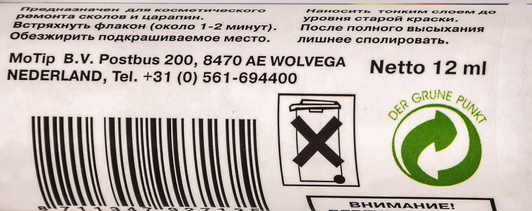 Предназначен для косметического
ремонта сколов и царапин.
Встряхнуть флакон (около 1-2 минут).
Обезжирить подкрашиваемое место.
Наносить тонким слоем до
уровня старой краски.
После полного высыхания
лишнее сполировать.
MoTip B.V. Postbus 200, 8470 AE WOLVEGA
NEDERLAND, Tel. +31 (0) 561-694400
Netto 12 ml
DER GRÜNE PUNKT
ВНИМАНИЕ!